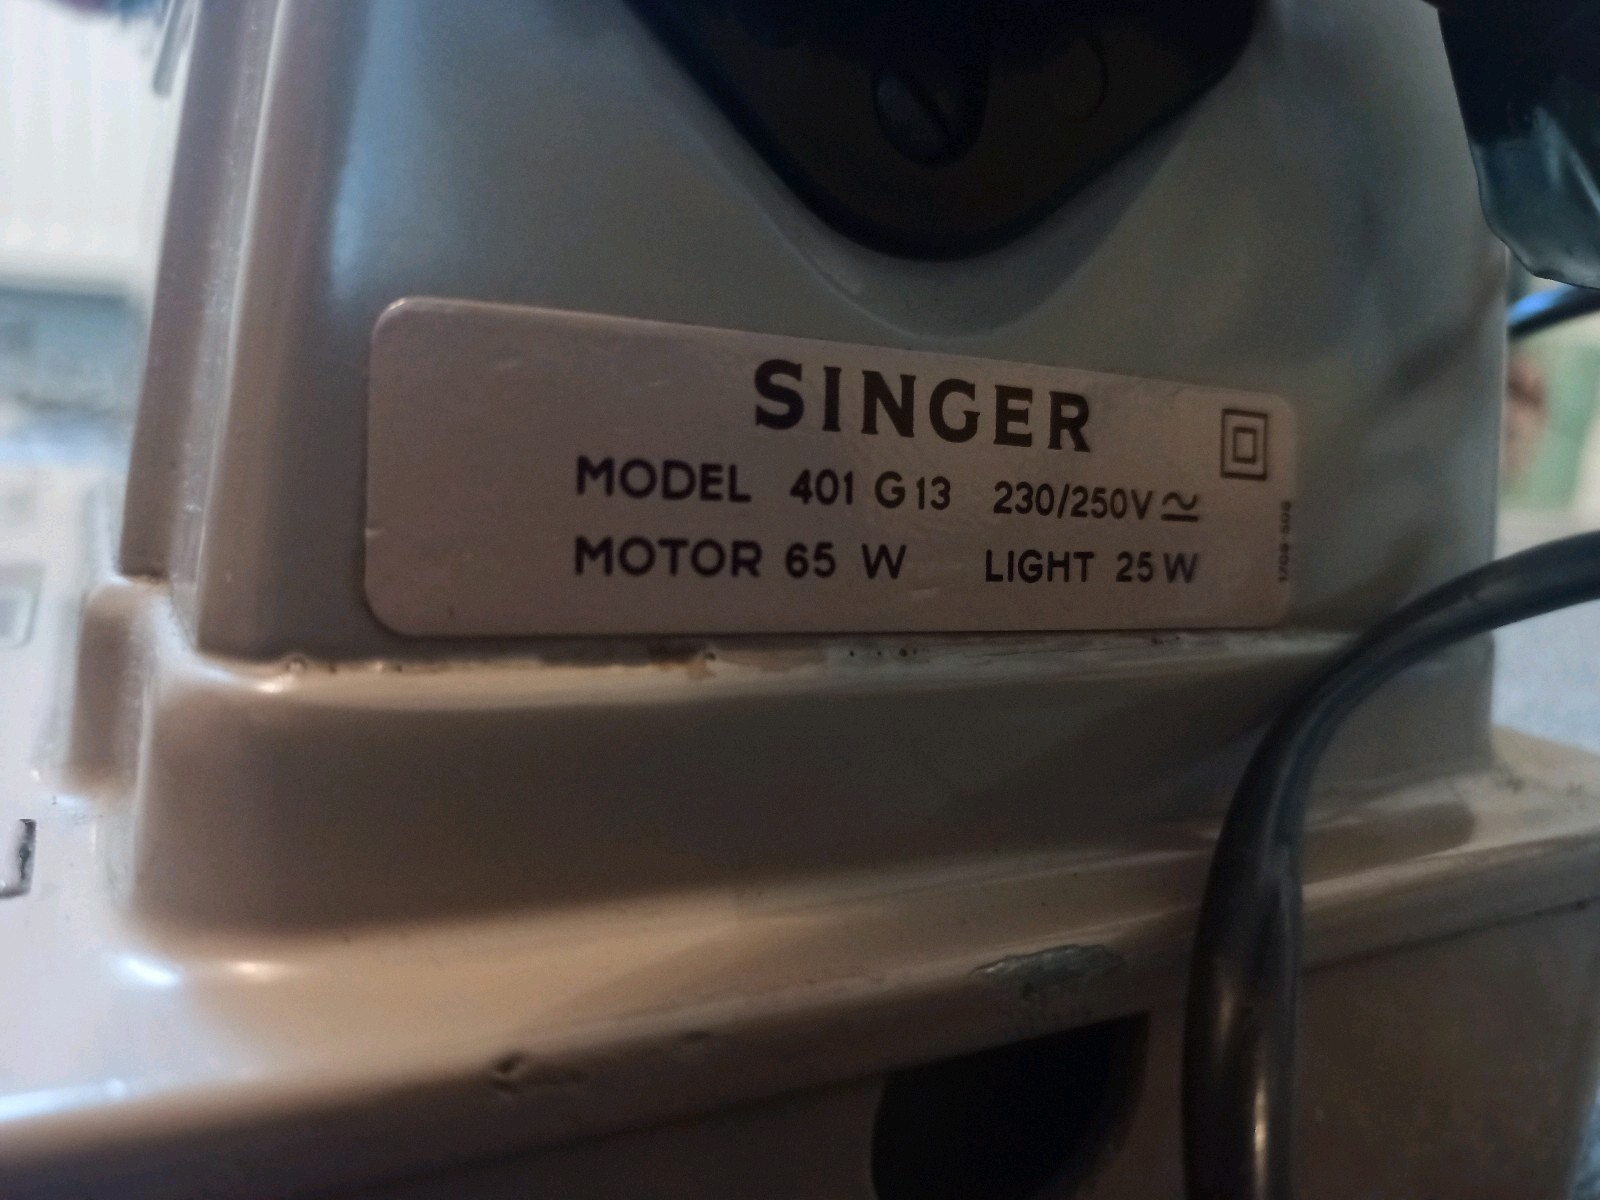 SINGER
MODEL 401 G13 230/250V ⎓
MOTOR 65 W LIGHT 25 W